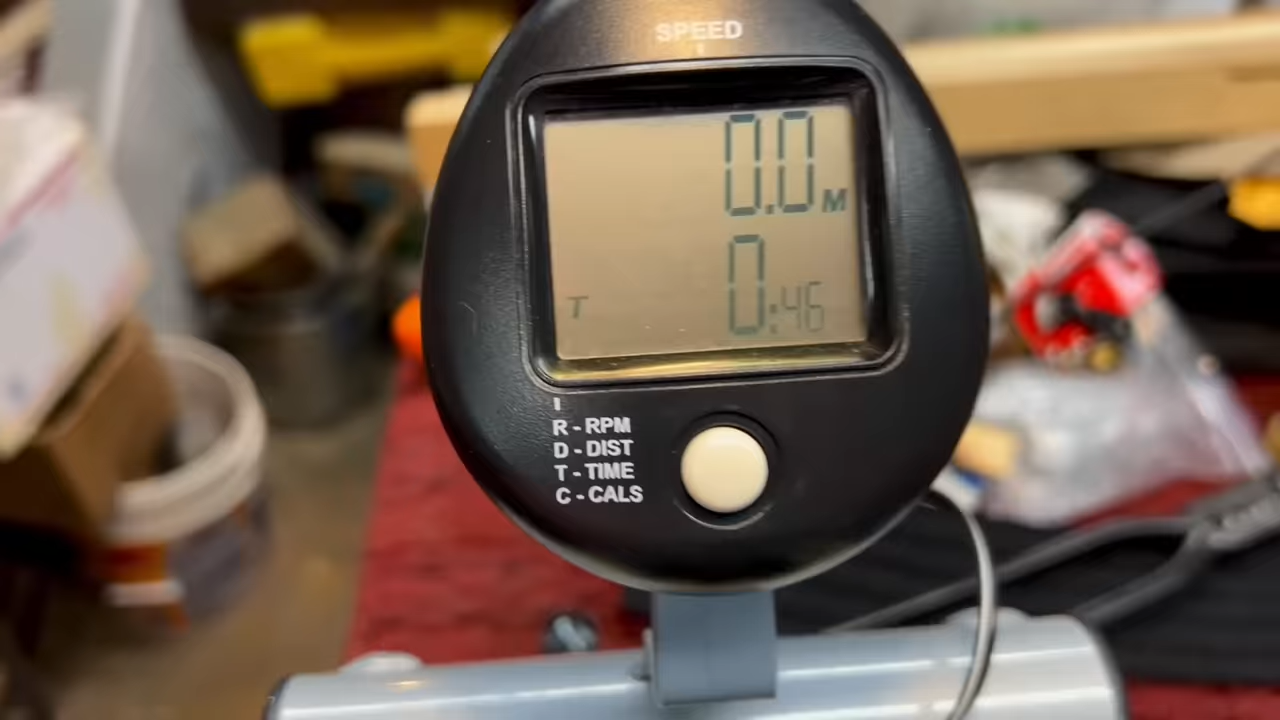 SPEED
0.0 M
T 0:46
R - RPM
D - DIST
T - TIME
C - CALS